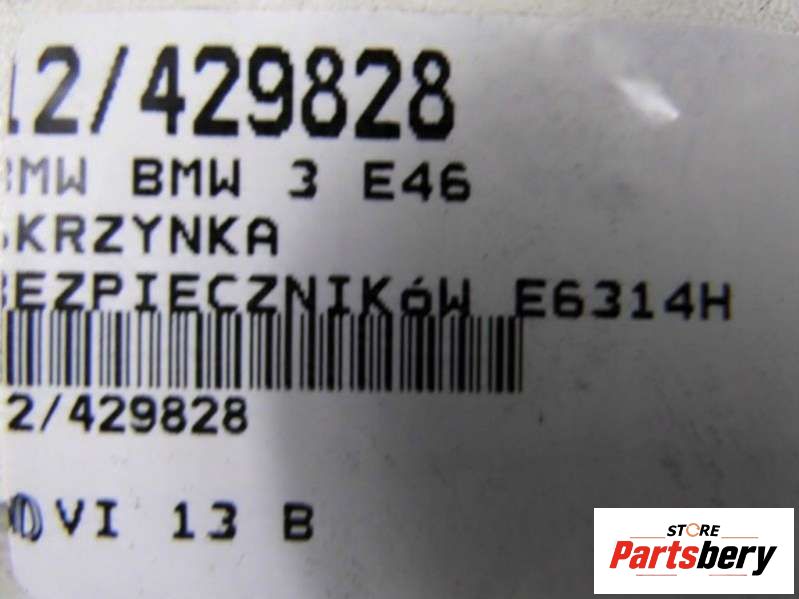 12/429828
BMW BMW 3 E46
SKRZYNKA
BEZPIECZNIKóW E6314H
2/429828
VI 13 B
STORE
Partsbery